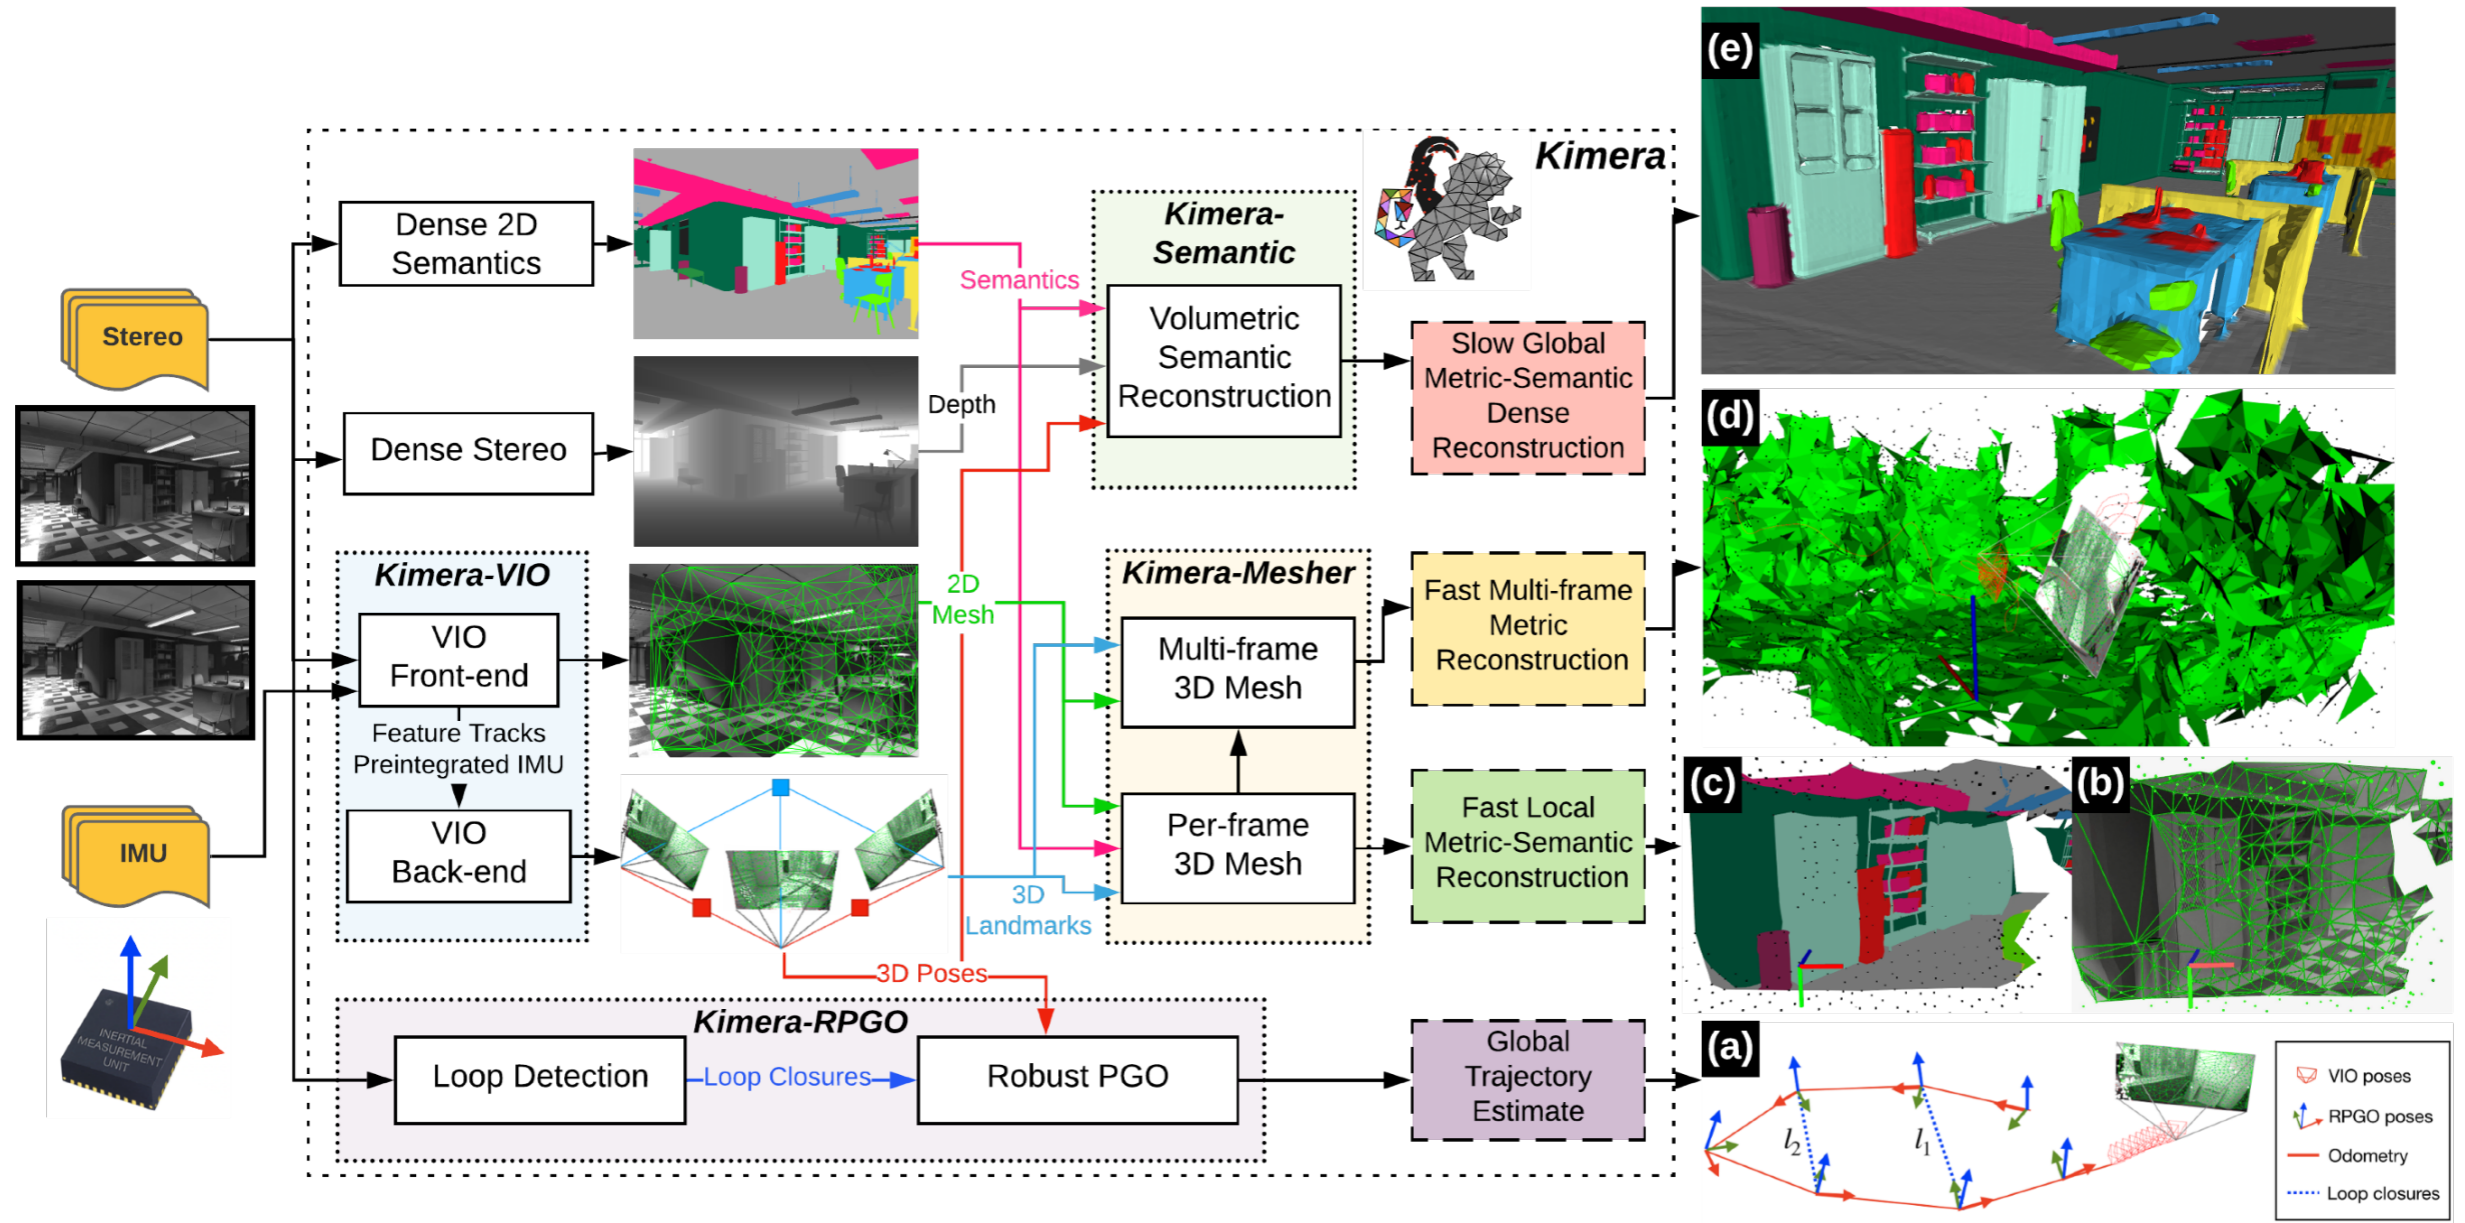 Kimera
Stereo
IMU
INERTIAL
MEASUREMENT
UNIT
Dense 2D
Semantics
Dense Stereo
Kimera-VIO
VIO
Front-end
Feature Tracks
Preintegrated IMU
VIO
Back-end
Semantics
Depth
2D
Mesh
3D
Landmarks
3D Poses
Kimera-
Semantic
Volumetric
Semantic
Reconstruction
Kimera-Mesher
Multi-frame
3D Mesh
Per-frame
3D Mesh
Kimera-RPGO
Loop Detection
Loop Closures
Robust PGO
Slow Global
Metric-Semantic
Dense
Reconstruction
Fast Multi-frame
Metric
Reconstruction
Fast Local
Metric-Semantic
Reconstruction
Global
Trajectory
Estimate
(e)
(d)
(c)
(b)
(a)
l2
l1
VIO poses
RPGO poses
Odometry
Loop closures